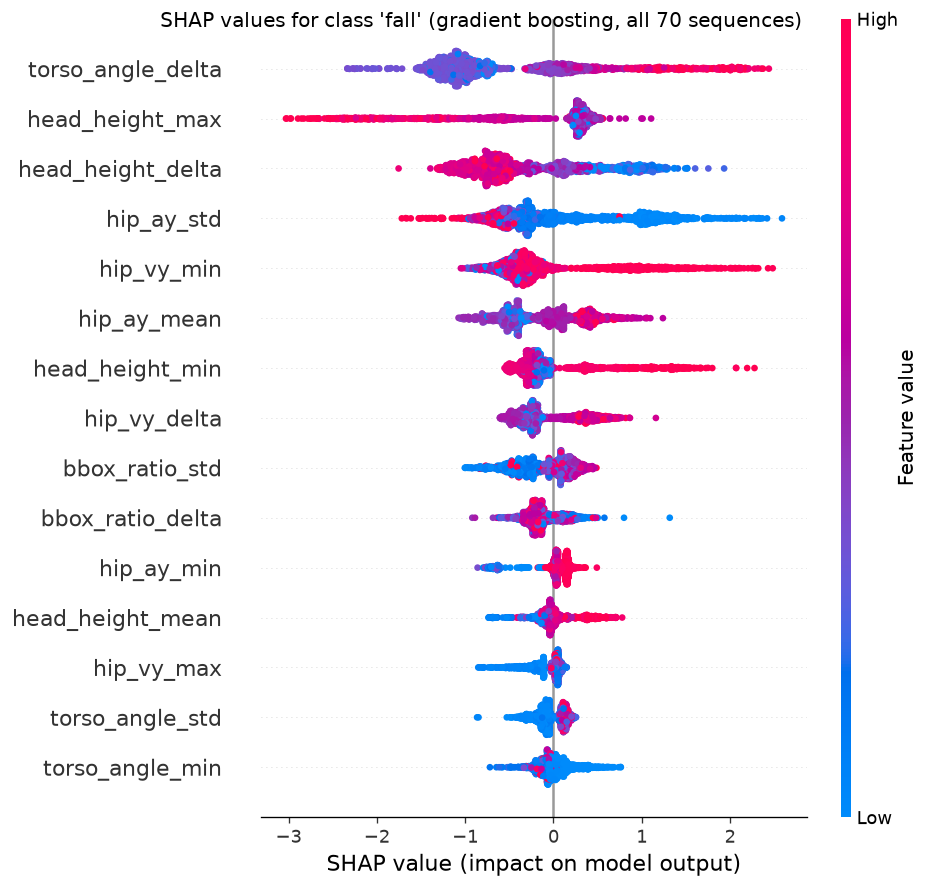 SHAP values for class 'fall' (gradient boosting, all 70 sequences)
High
torso_angle_delta
head_height_max
head_height_delta
hip_ay_std
hip_vy_min
hip_ay_mean
head_height_min
hip_vy_delta
bbox_ratio_std
bbox_ratio_delta
hip_ay_min
head_height_mean
hip_vy_max
torso_angle_std
torso_angle_min
Feature value
Low
−3 −2 −1 0 1 2
SHAP value (impact on model output)